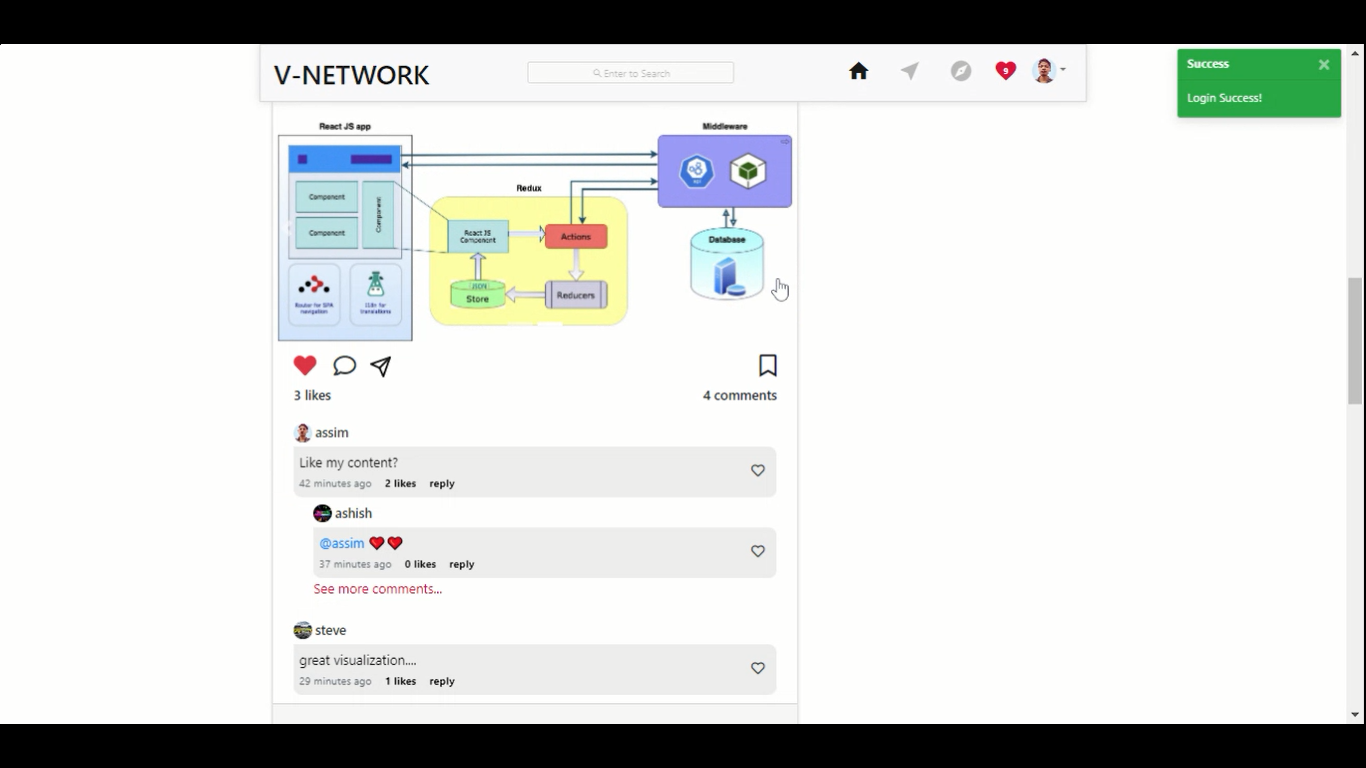 V-NETWORK
Enter to Search
9
Success
Login Success!
React JS app
Middleware
Component
Component
Component
Redux
React JS
Component
Actions
JSON
Store
Reducers
Database
Router for SPA
navigation
I18n for
translations
3 likes
4 comments
assim
Like my content?
42 minutes ago 2 likes reply
ashish
@assim ❤️❤️
37 minutes ago 0 likes reply
See more comments...
steve
great visualization....
29 minutes ago 1 likes reply